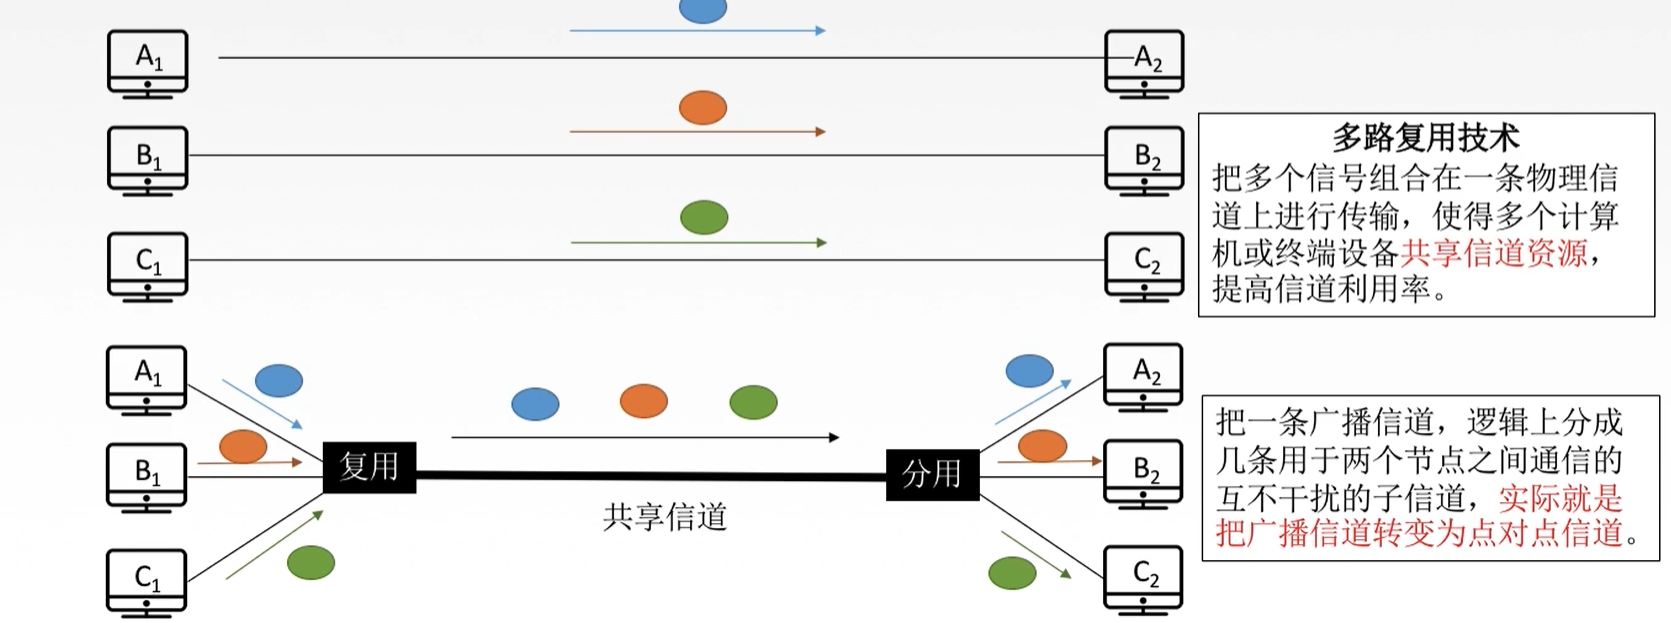 A₁
A₂
B₁
B₂
C₁
C₂
多路复用技术
把多个信号组合在一条物理信
道上进行传输，使得多个计算
机或终端设备共享信道资源，
提高信道利用率。
A₁
B₁
C₁
复用
共享信道
分用
A₂
B₂
C₂
把一条广播信道，逻辑上分成
几条用于两个节点之间通信的
互不干扰的子信道，实际就是
把广播信道转变为点对点信道。